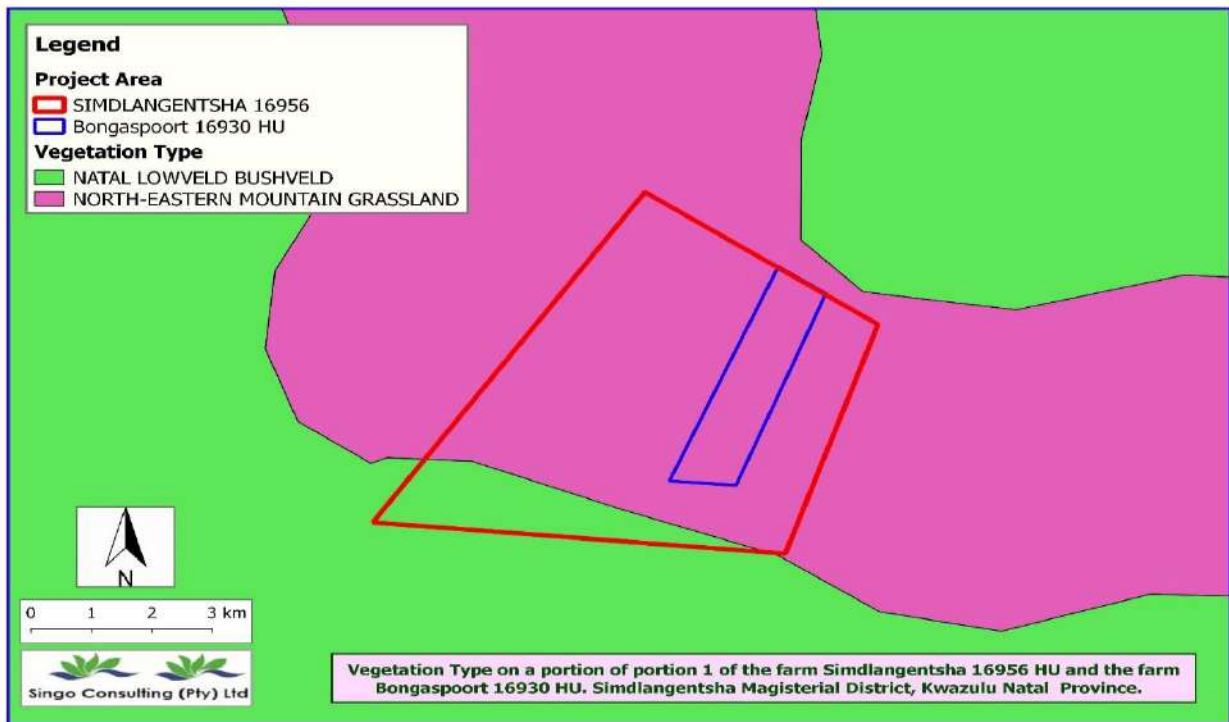 Legend
Project Area
SIMDLANGENTSHA 16956
Bongaspoort 16930 HU
Vegetation Type
NATAL LOWVELD BUSHVELD
NORTH-EASTERN MOUNTAIN GRASSLAND
N
0 1 2 3 km
Singo Consulting (Pty) Ltd
Vegetation Type on a portion of portion 1 of the farm Simdlangentsha 16956 HU and the farm
Bongaspoort 16930 HU. Simdlangentsha Magisterial District, Kwazulu Natal Province.